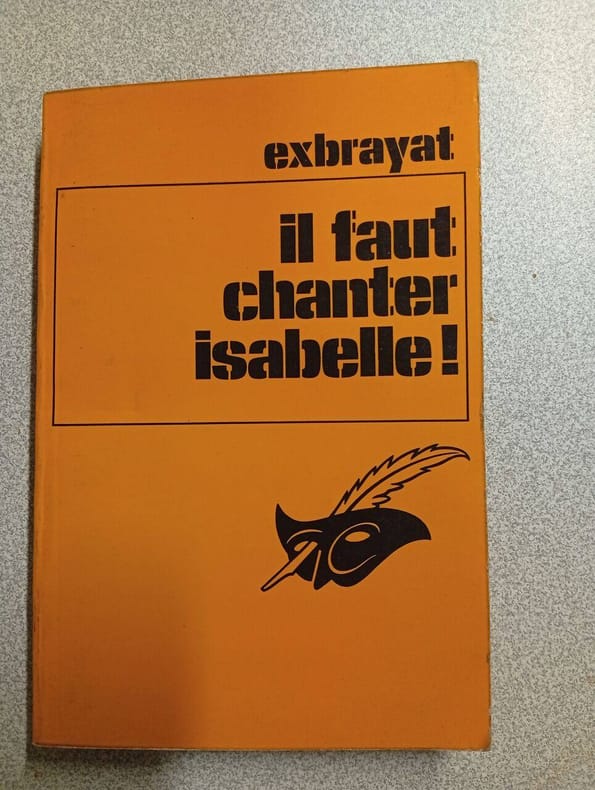 exbrayat
il faut
chanter
isabelle!